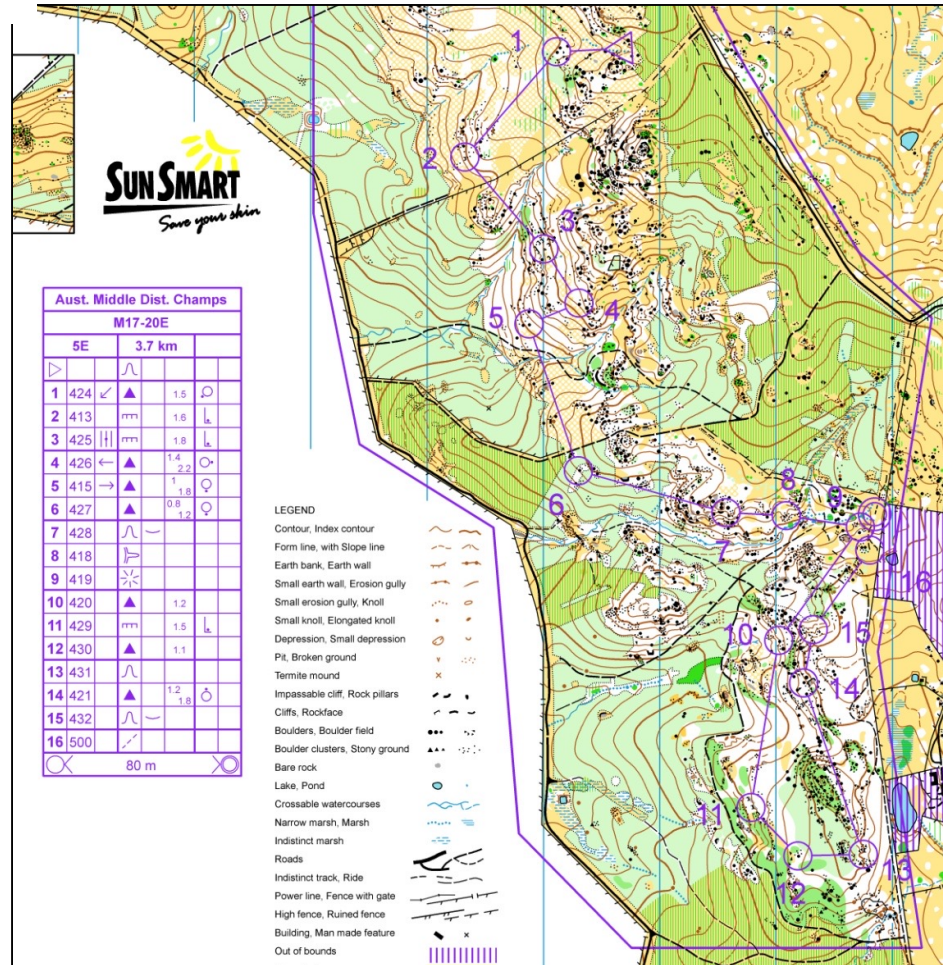 SUNSMART
Save your skin
Aust. Middle Dist. Champs
M17-20E
5E 3.7 km
1 424 1.5
2 413 1.6
3 425 1.8
4 426 1.4 2.2
5 415 1 1.8
6 427 0.8 1.2
7 428
8 418
9 419
10 420 1.2
11 429 1.5
12 430 1.1
13 431
14 421 1.2 1.8
15 432
16 500
80 m
LEGEND
Contour, Index contour
Form line, with Slope line
Earth bank, Earth wall
Small earth wall, Erosion gully
Small erosion gully, Knoll
Small knoll, Elongated knoll
Depression, Small depression
Pit, Broken ground
Termite mound
Impassable cliff, Rock pillars
Cliffs, Rockface
Boulders, Boulder field
Boulder clusters, Stony ground
Bare rock
Lake, Pond
Crossable watercourses
Narrow marsh, Marsh
Indistinct marsh
Roads
Indistinct track, Ride
Power line, Fence with gate
High fence, Ruined fence
Building, Man made feature
Out of bounds
1
2
3
4
5
6
7
8
9
10
11
12
13
14
15
16